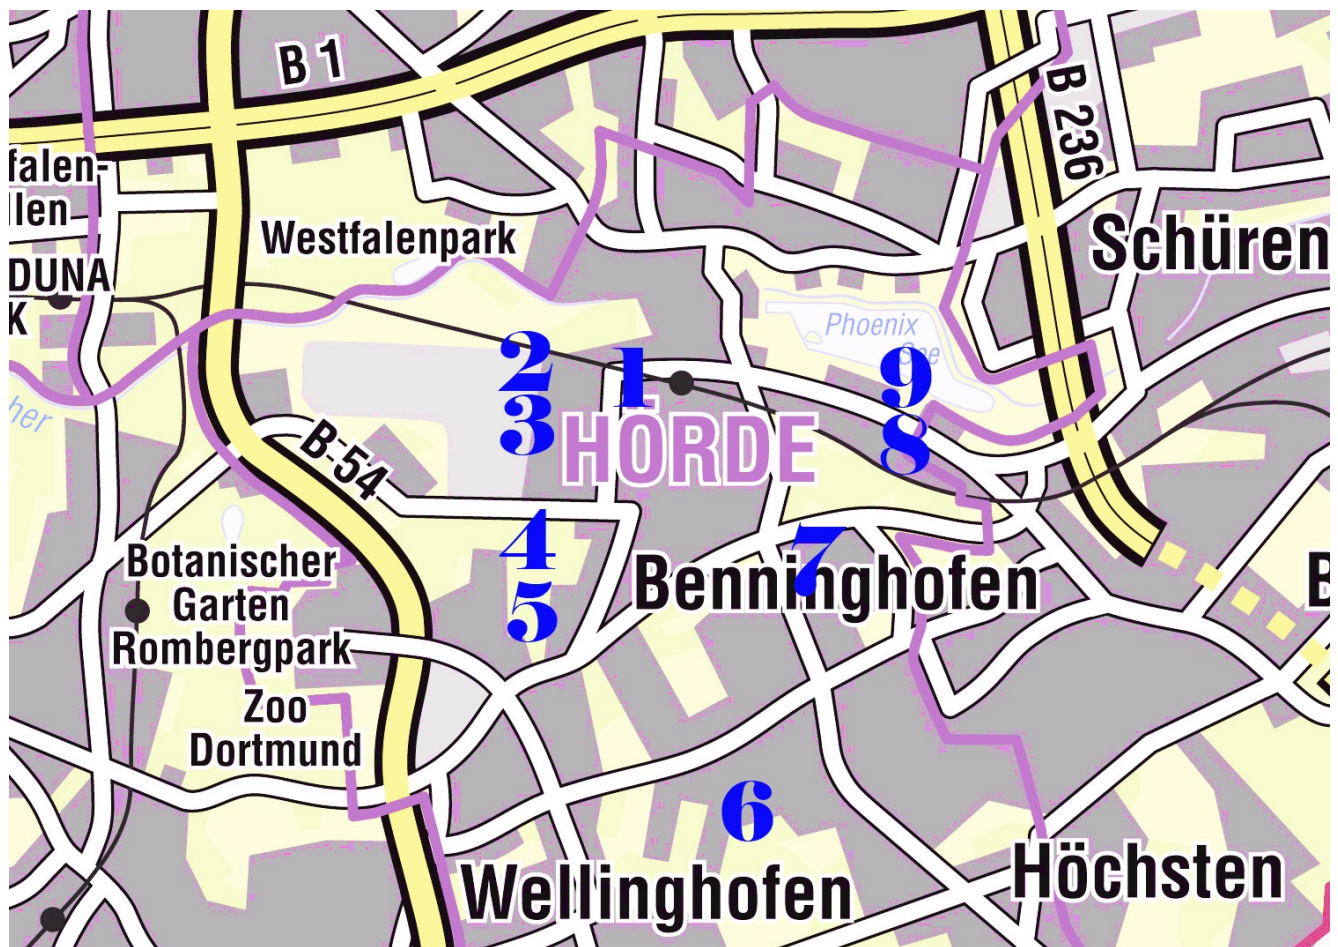 B 1
B 236
falen-
llen
Westfalenpark
Schüren
DUNA
K
Phoenix
See
2
1
9
3
HÖRDE
8
her
B 54
4
7
Botanischer
Garten
Rombergpark
Benninghofen
B
5
Zoo
Dortmund
6
Wellinghofen
Höchsten